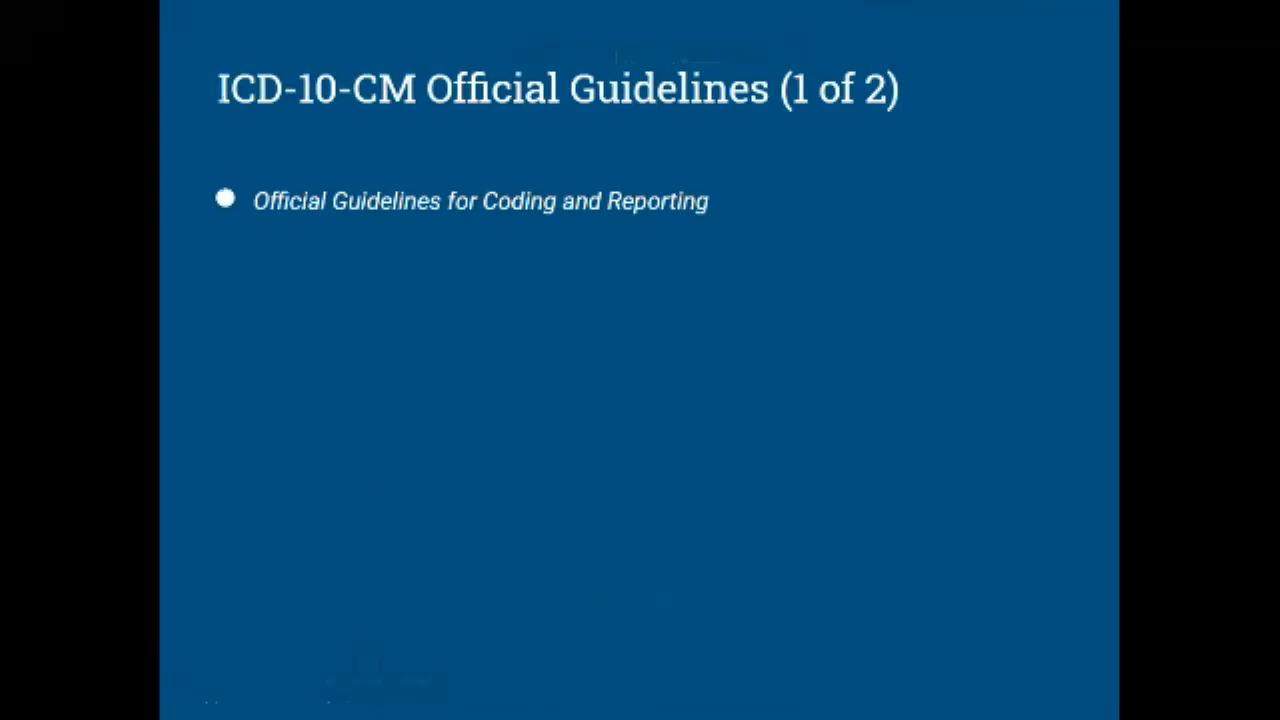 ICD-10-CM Official Guidelines (1 of 2)
Official Guidelines for Coding and Reporting